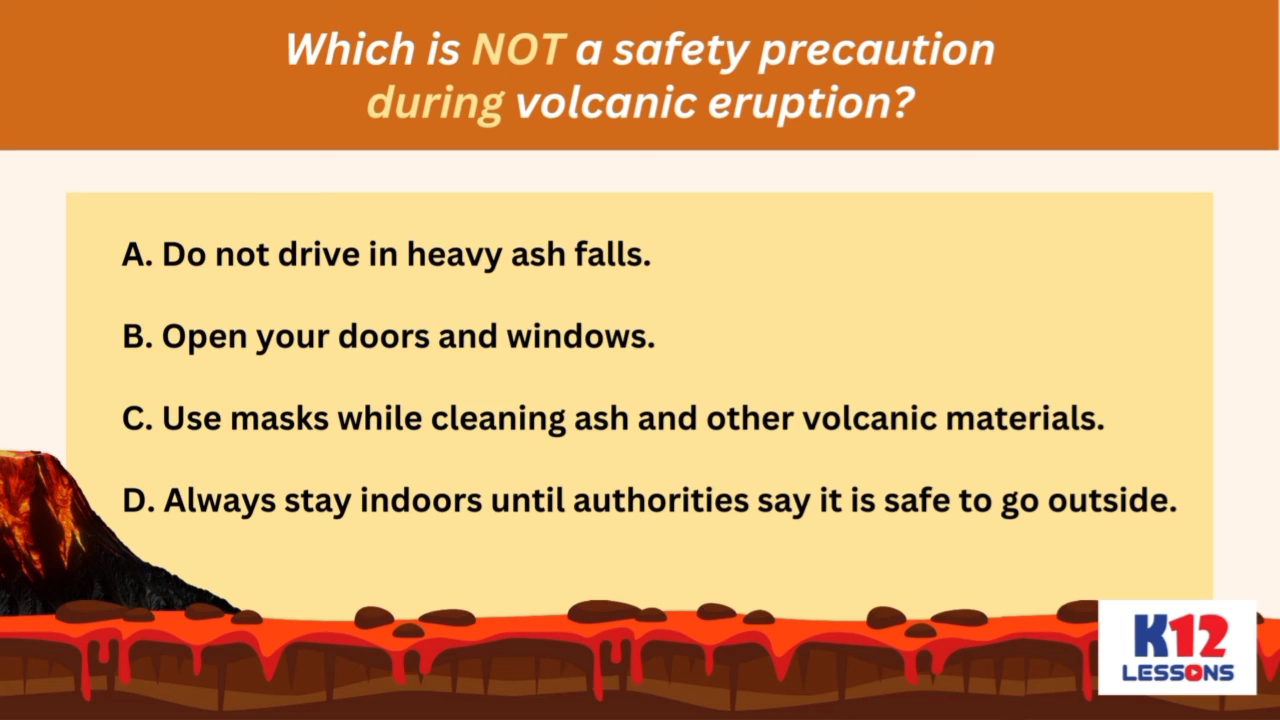 Which is NOT a safety precaution
during volcanic eruption?
A. Do not drive in heavy ash falls.
B. Open your doors and windows.
C. Use masks while cleaning ash and other volcanic materials.
D. Always stay indoors until authorities say it is safe to go outside.
K12
LESSONS